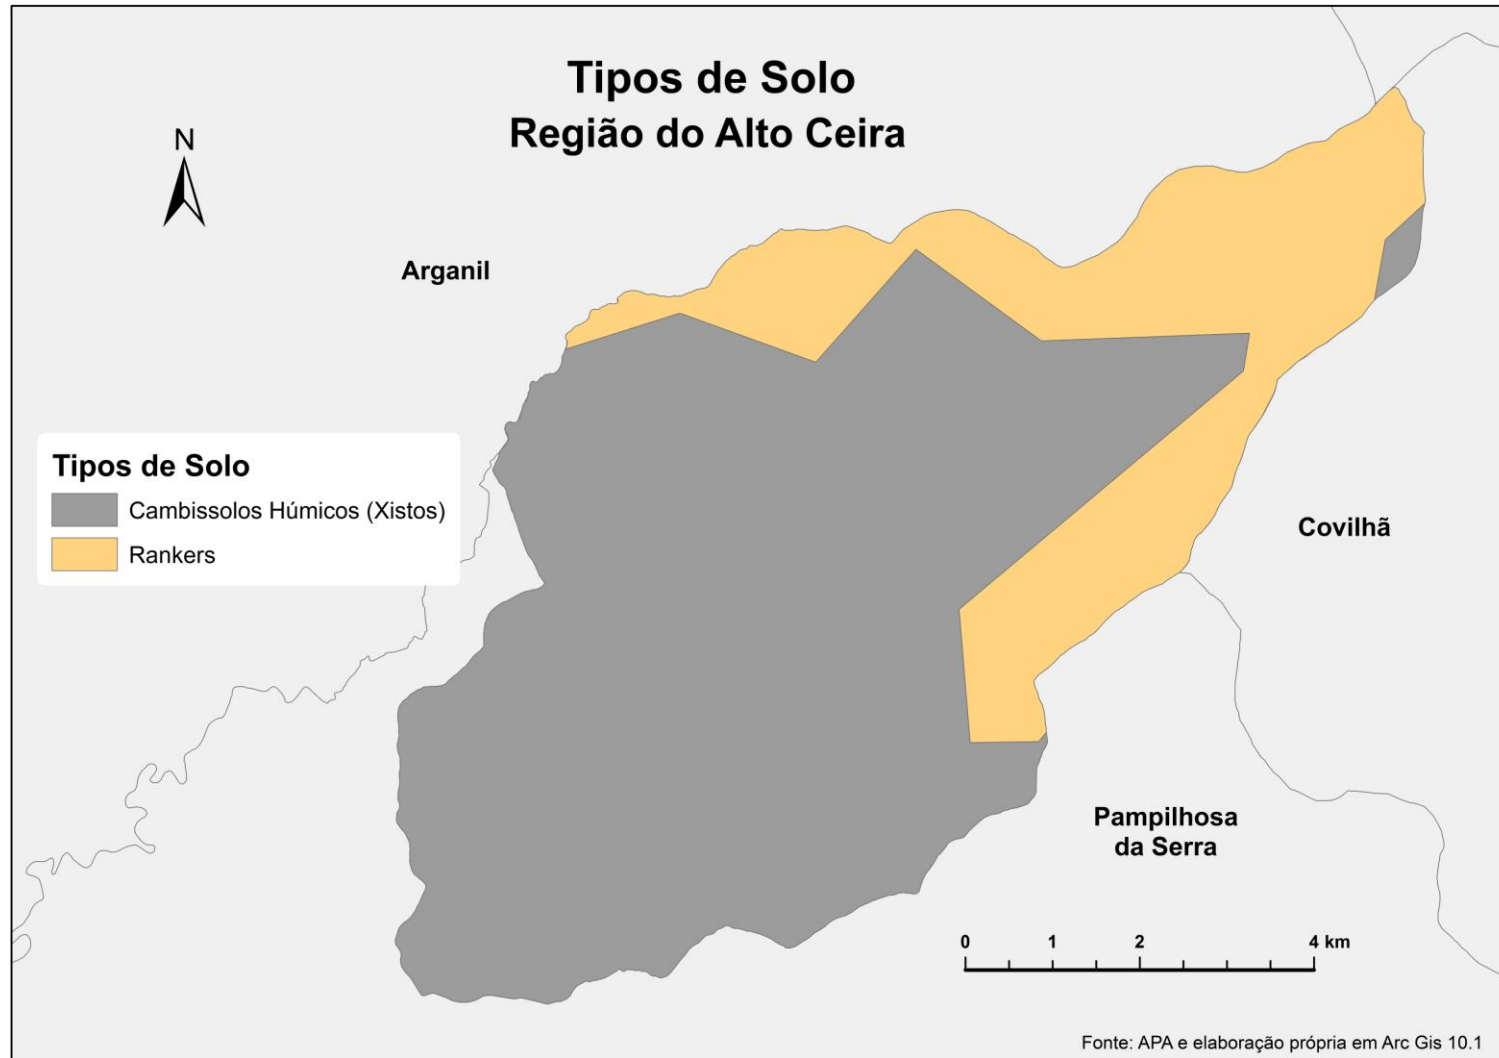 Tipos de Solo
Região do Alto Ceira
N
Arganil
Tipos de Solo
Cambissolos Húmicos (Xistos)
Rankers
Covilhã
Pampilhosa
da Serra
0 1 2 4 km
Fonte: APA e elaboração própria em Arc Gis 10.1